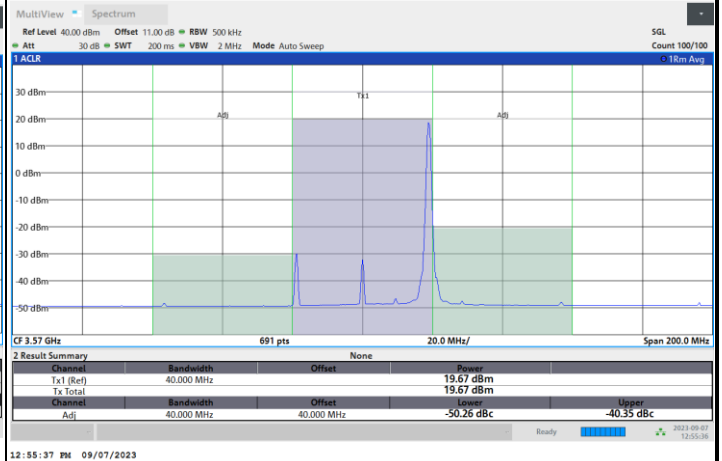 MultiView Spectrum
Ref Level 40.00 dBm Offset 11.00 dB RBW 500 kHz SGL
Att 30 dB SWT 200 ms VBW 2 MHz Mode Auto Sweep Count 100/100
1 ACLR 1Rm Avg
30 dBm
Tx1
20 dBm Adj Adj
10 dBm
0 dBm
-10 dBm
-20 dBm
-30 dBm
-40 dBm
-50 dBm
CF 3.57 GHz 691 pts 20.0 MHz/ Span 200.0 MHz
2 Result Summary None
Channel Bandwidth Offset Power
Tx1 (Ref) 40.000 MHz 19.67 dBm
Tx Total 19.67 dBm
Channel Bandwidth Offset Lower Upper
Adj 40.000 MHz 40.000 MHz -50.26 dBc -40.35 dBc
Ready 2023-09-07
12:55:36
12:55:37 PM 09/07/2023